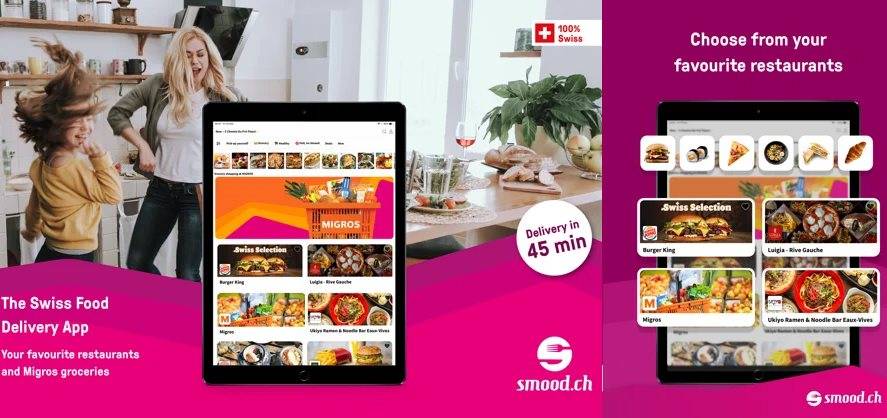 100%
Swiss
MIGROS
Delivery in
45 min
Swiss Selection
Burger King
Luigia - Rive Gauche
Migros
Ukiyo Ramen & Noodle Bar Eaux-Vives
The Swiss Food
Delivery App
Your favourite restaurants
and Migros groceries
smood.ch
Choose from your
favourite restaurants
Swiss Selection
Burger King
Luigia - Rive Gauche
Migros
Ukiyo Ramen & Noodle Bar Eaux-Vives
smood.ch